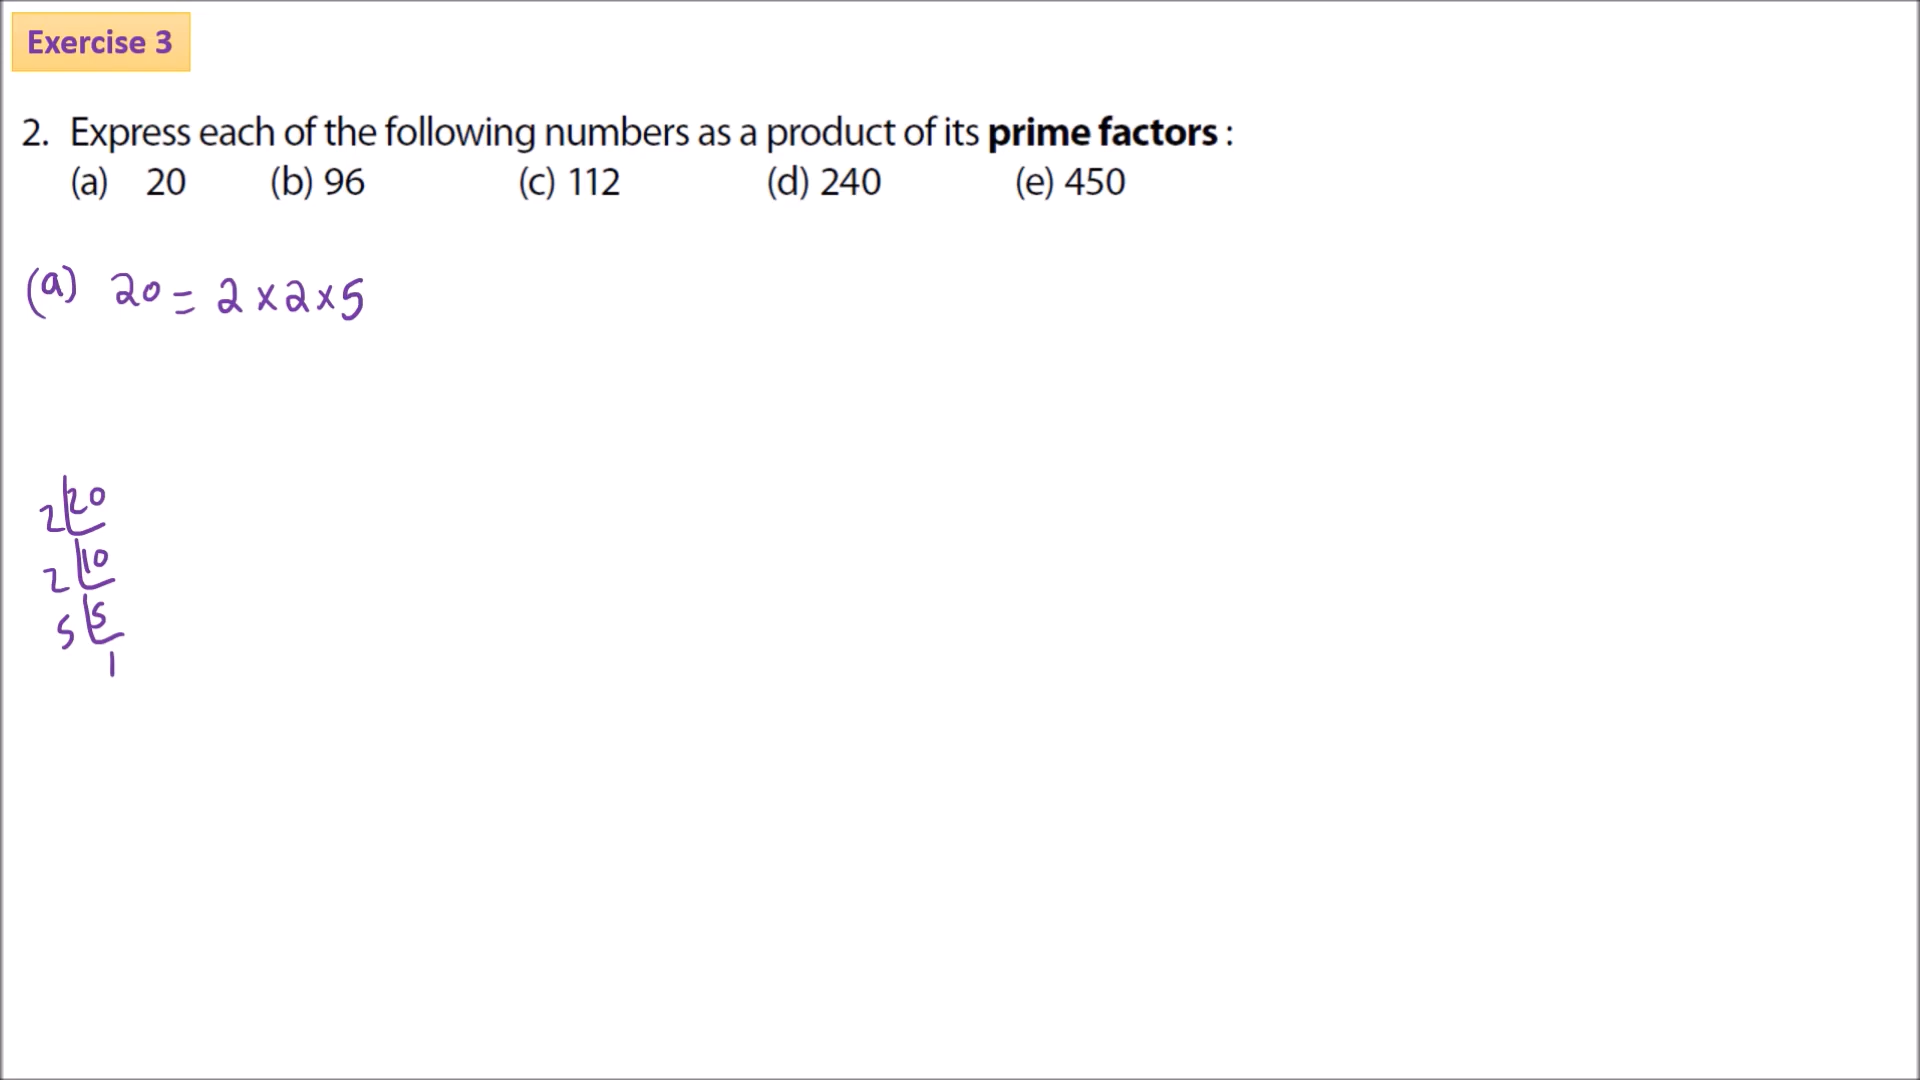 Exercise 3
2. Express each of the following numbers as a product of its prime factors :
(a) 20 (b) 96 (c) 112 (d) 240 (e) 450
(a) 20 = 2 × 2 × 5
2 20
2 10
5 5
1